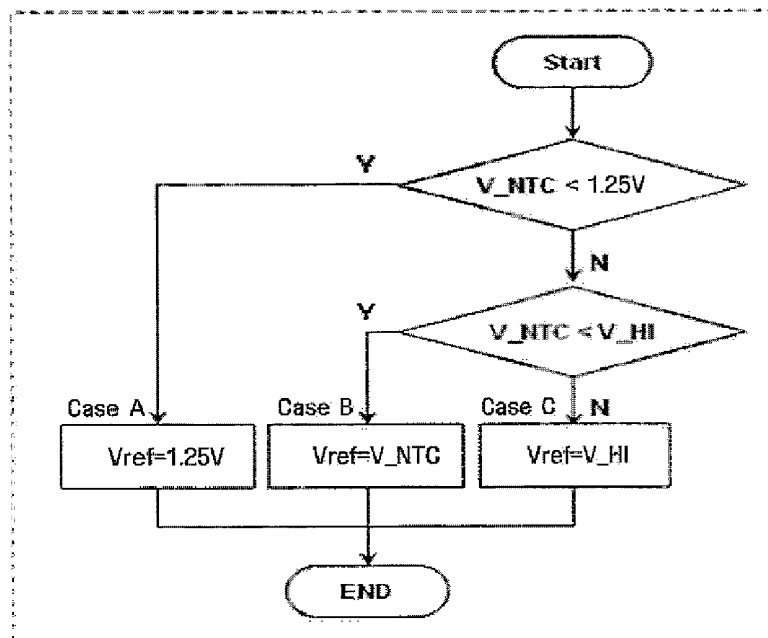 Start
Y
V_NTC < 1.25V
N
Y
V_NTC < V_HI
Case A
Case B
Case C
N
Vref=1.25V
Vref=V_NTC
Vref=V_HI
END